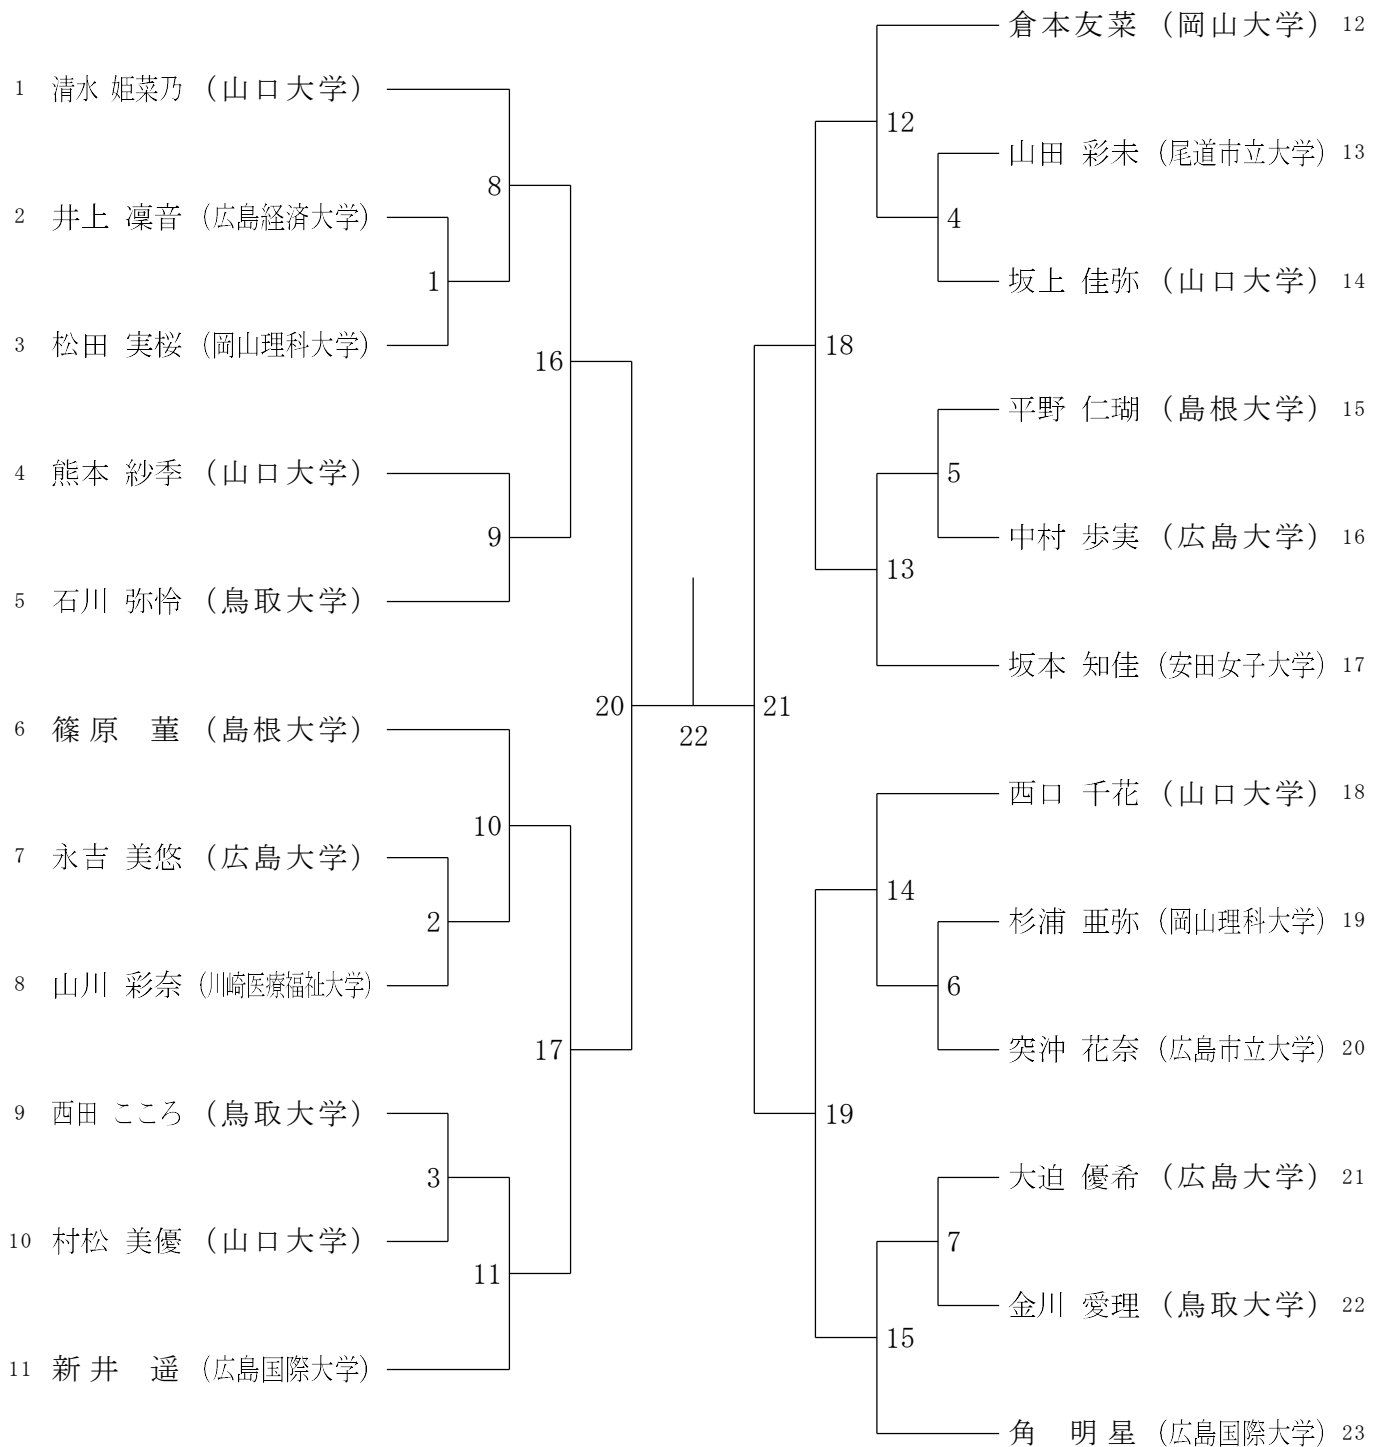 1 清水 姫菜乃 (山口大学)
8
2 井上 凜音 (広島経済大学)
1
3 松田 実桜 (岡山理科大学)
16
4 熊本 紗季 (山口大学)
9
5 石川 弥怜 (鳥取大学)
20
6 篠原 菫 (島根大学)
10
7 永吉 美悠 (広島大学)
2
8 山川 彩奈 (川崎医療福祉大学)
17
9 西田 こころ (鳥取大学)
3
10 村松 美優 (山口大学)
11
11 新井 遥 (広島国際大学)
22
倉本友菜 (岡山大学) 12
12
山田 彩未 (尾道市立大学) 13
4
坂上 佳弥 (山口大学) 14
18
平野 仁瑚 (島根大学) 15
5
中村 歩実 (広島大学) 16
13
坂本 知佳 (安田女子大学) 17
21
西口 千花 (山口大学) 18
14
杉浦 亜弥 (岡山理科大学) 19
6
突沖 花奈 (広島市立大学) 20
19
大迫 優希 (広島大学) 21
7
金川 愛理 (鳥取大学) 22
15
角 明星 (広島国際大学) 23